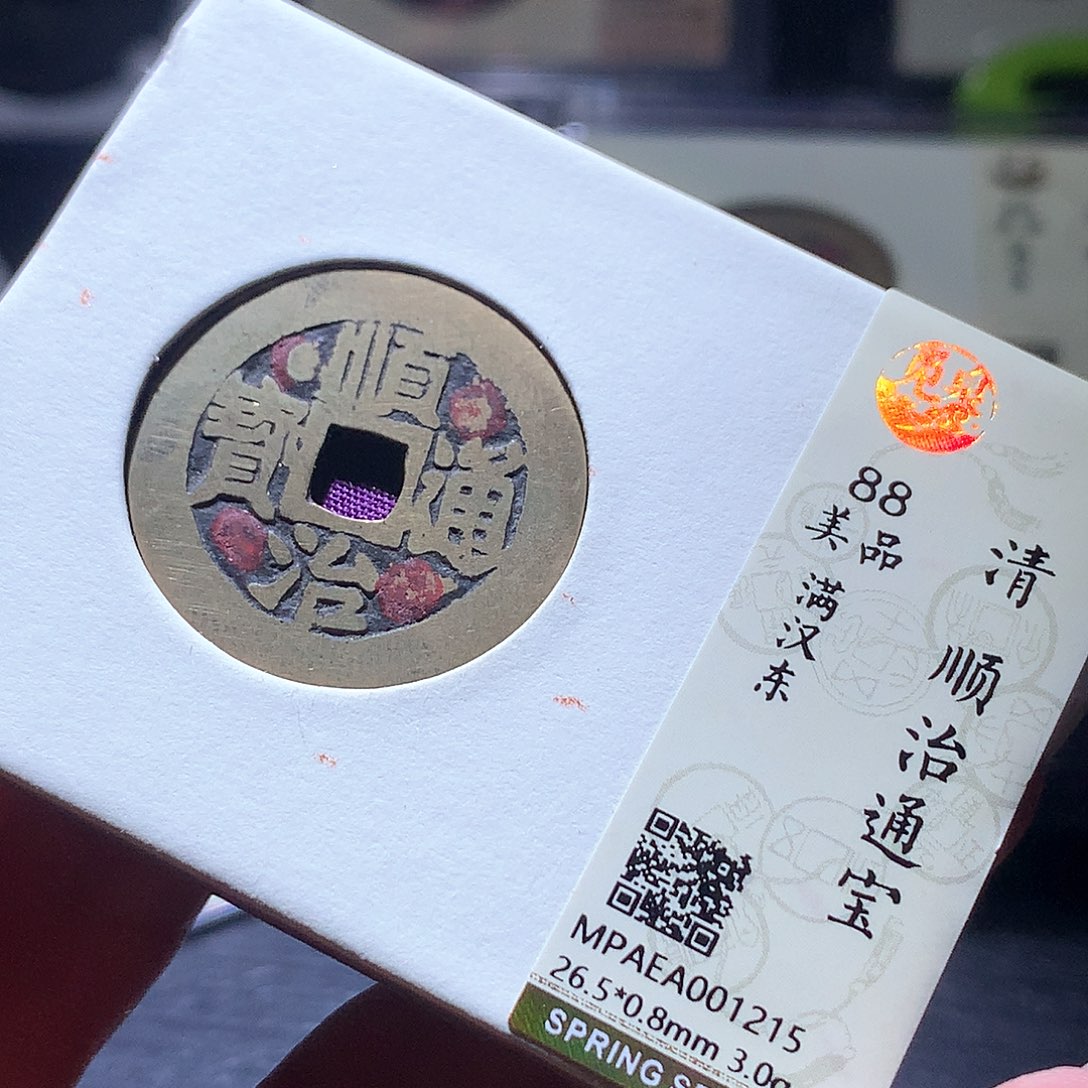 順治通寶
清 顺治通宝
88
美品 满汉东
MPAEA001215
26.5*0.8mm 3.0g
SPRING